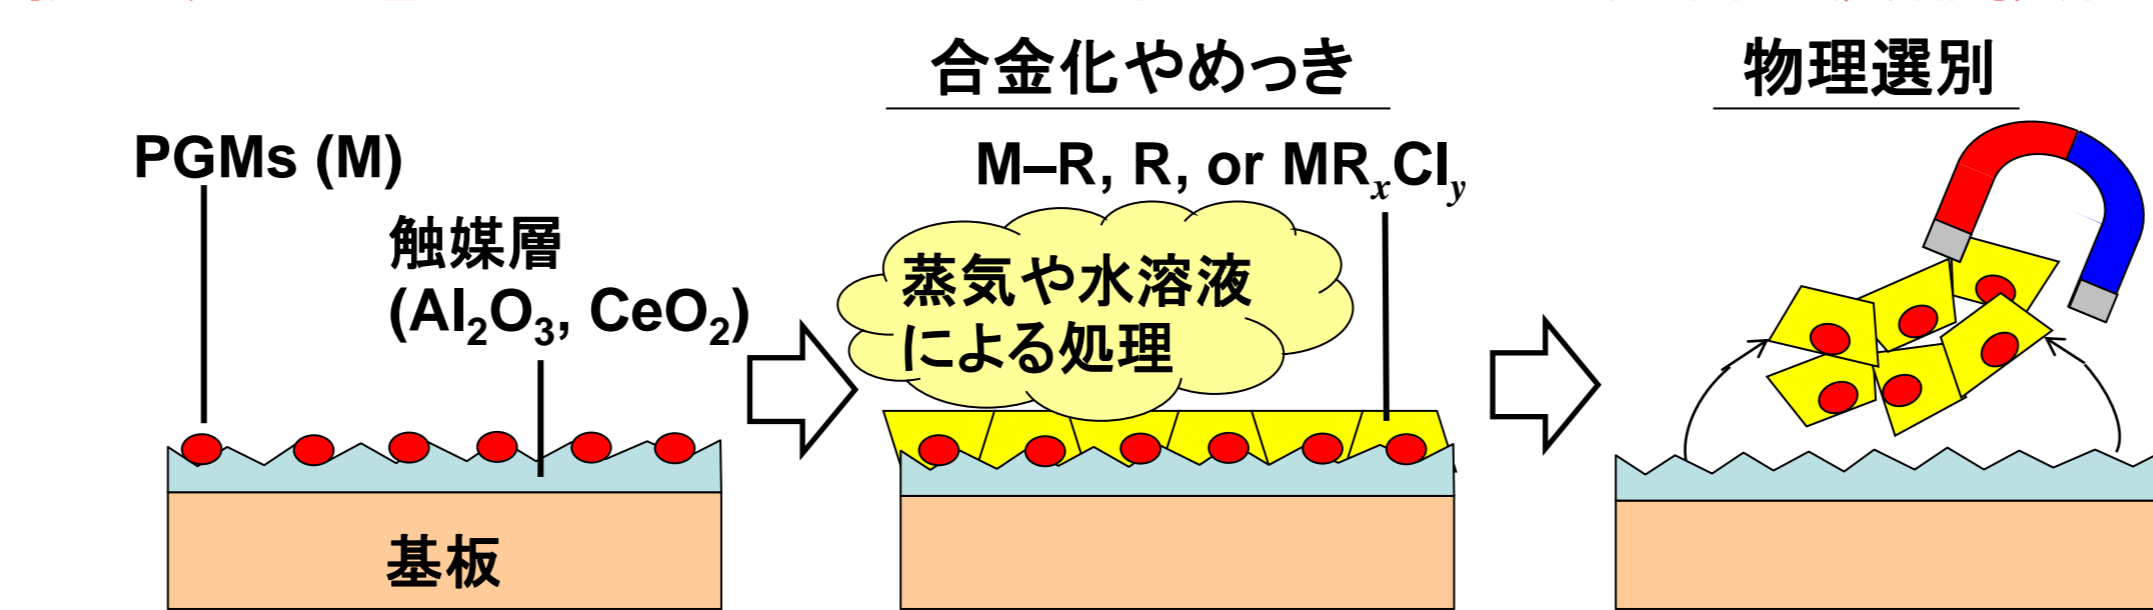 合金化やめっき
物理選別
PGMs (M)
M–R, R, or MRxCly
触媒層
(Al2O3, CeO2)
蒸気や水溶液
による処理
基板